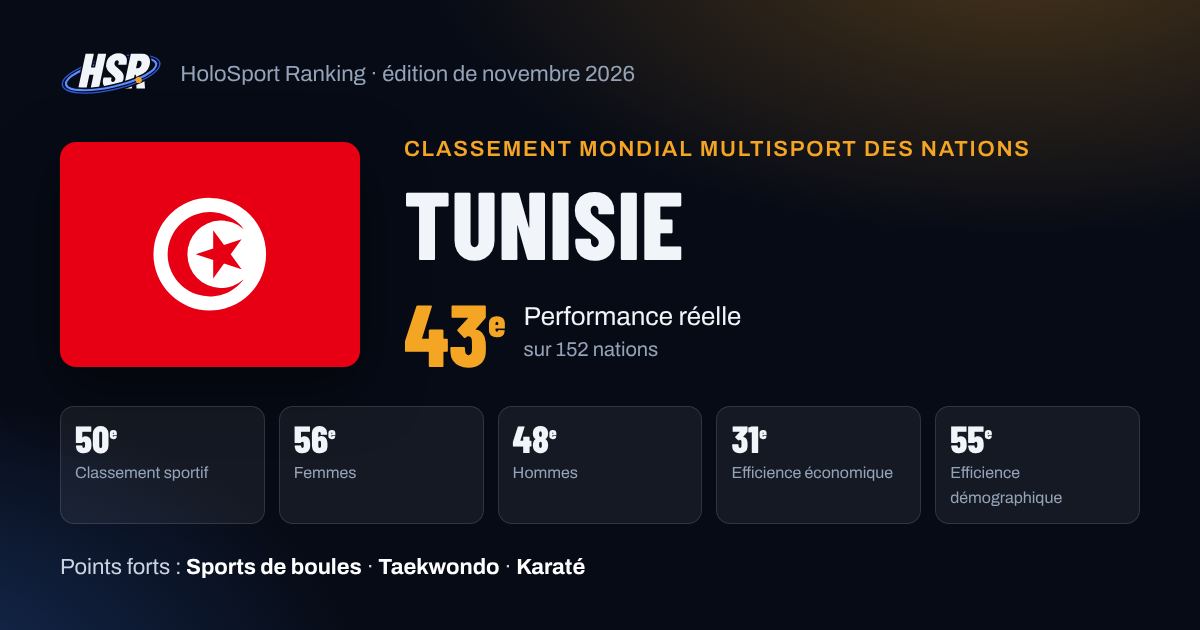 HSR
HoloSport Ranking · édition de novembre 2026
CLASSEMENT MONDIAL MULTISPORT DES NATIONS
TUNISIE
43e
Performance réelle
sur 152 nations
50e
Classement sportif
56e
Femmes
48e
Hommes
31e
Efficience économique
55e
Efficience
démographique
Points forts : Sports de boules · Taekwondo · Karaté